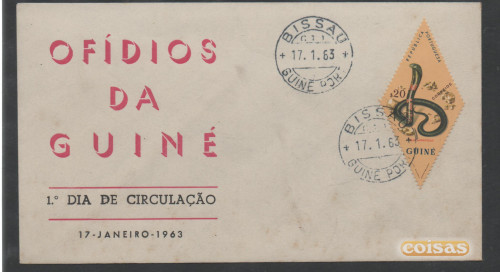 OFÍDIOS
DA
GUINÉ
1.º DIA DE CIRCULAÇÃO
17-JANEIRO-1963
BISSAU
C.T.T.
17.1.63
GUINÉ POR
$20
GUINÉ
BISSAU
17.1.63
GUINÉ POR
coisas